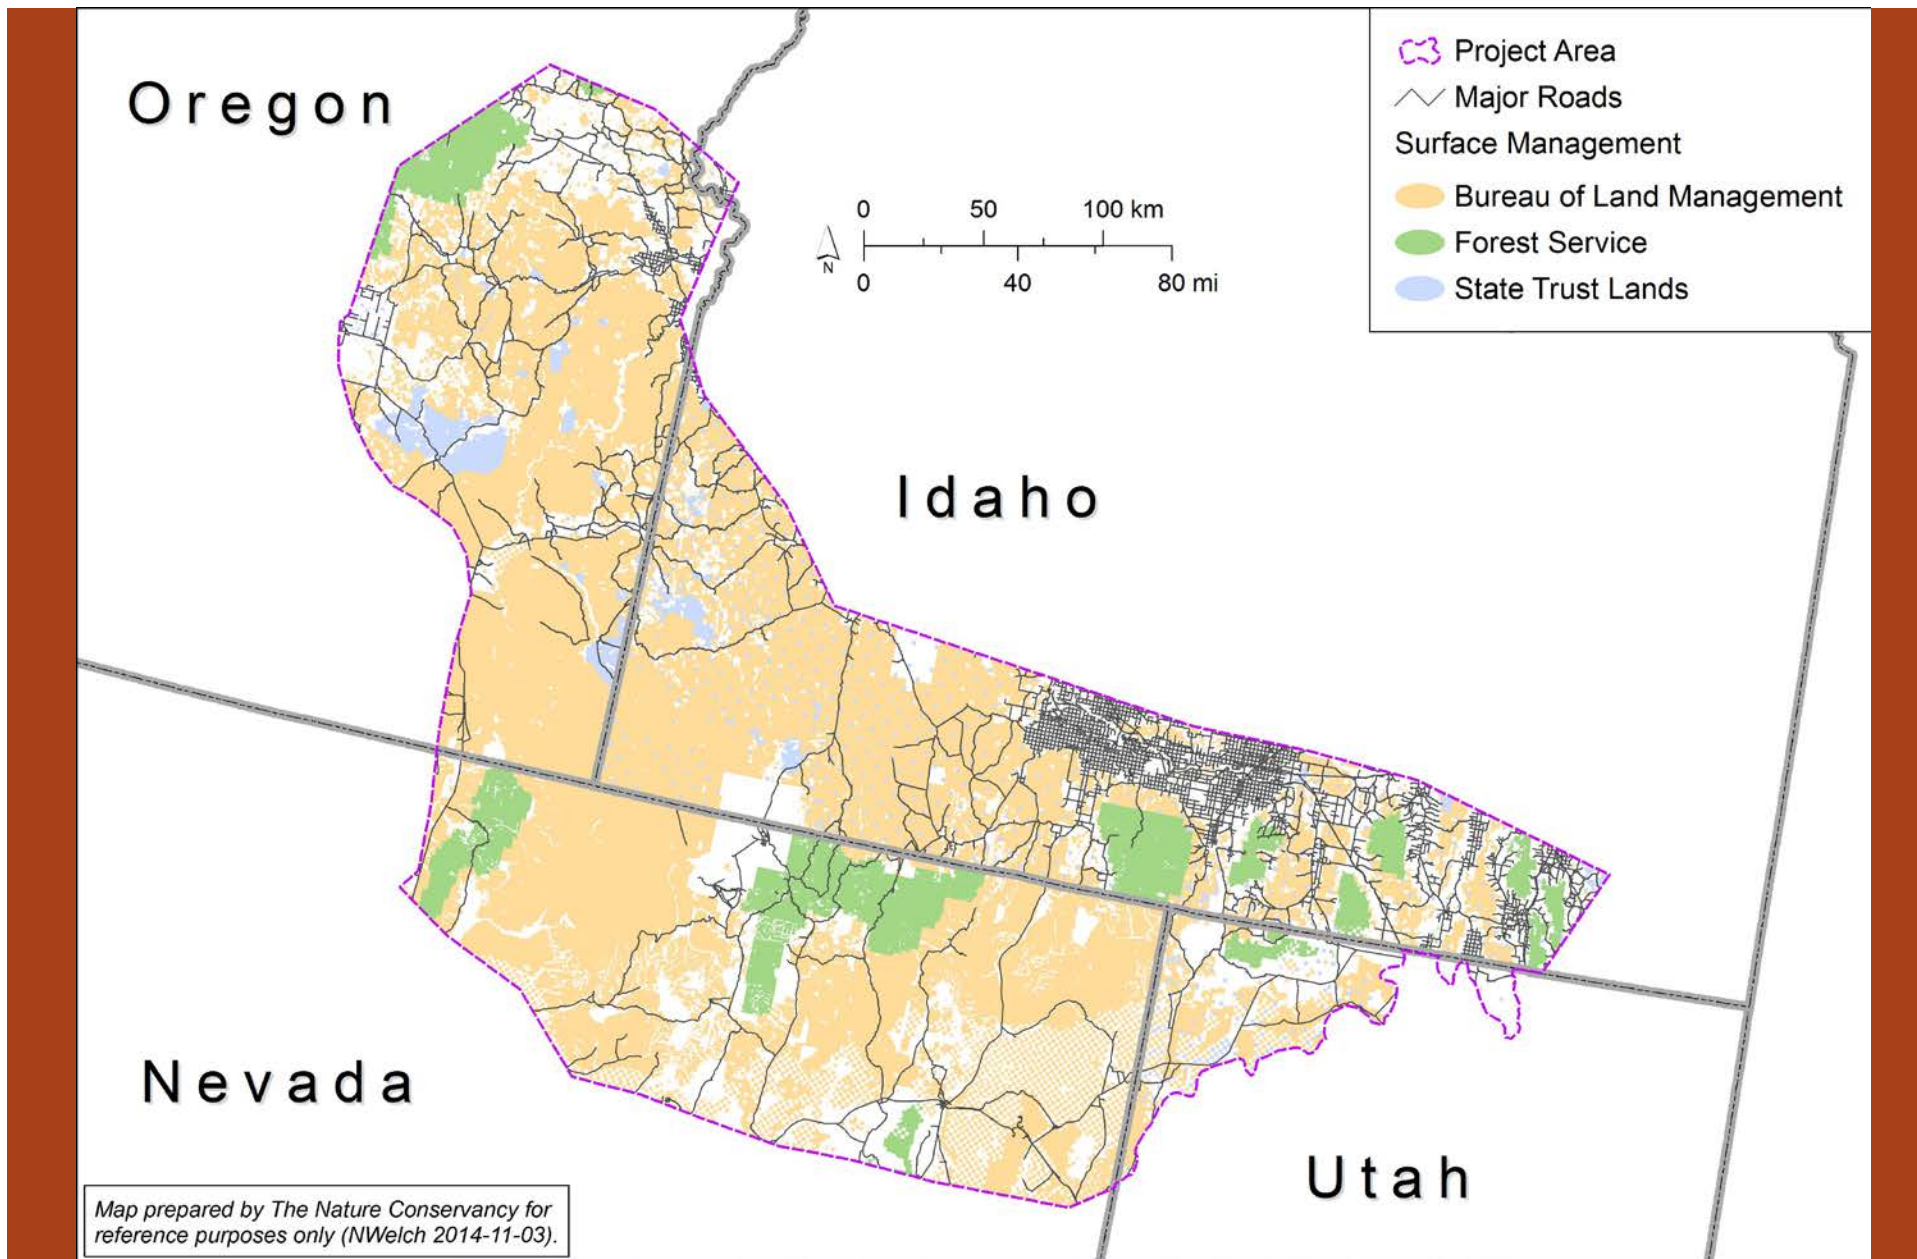 Oregon
Project Area
Major Roads
Surface Management
Bureau of Land Management
Forest Service
State Trust Lands
0 50 100 km
N
0 40 80 mi
Idaho
Nevada
Utah
Map prepared by The Nature Conservancy for
reference purposes only (NWelch 2014-11-03).